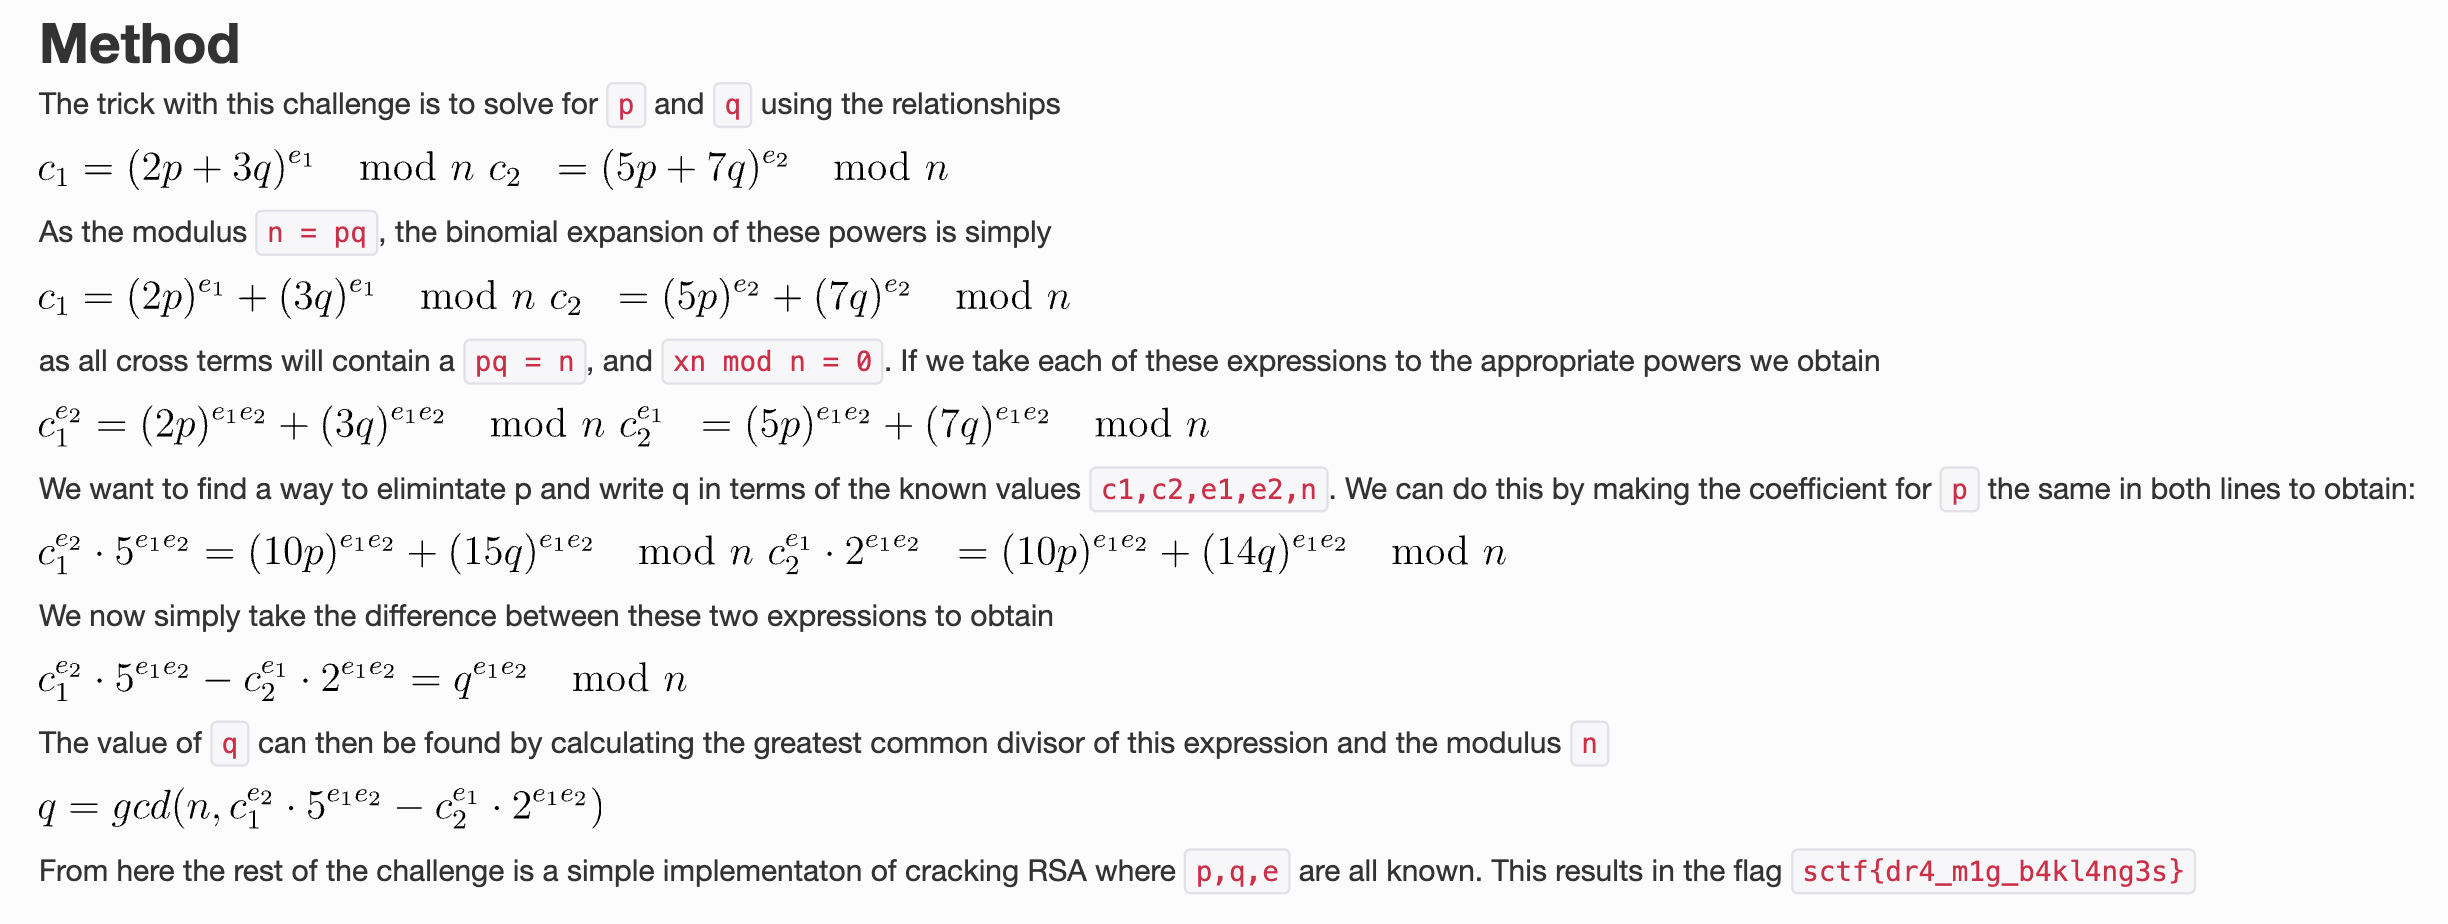 Method
The trick with this challenge is to solve for p and q using the relationships
$c_1 = (2p + 3q)^{e_1} \mod n \ c_2 = (5p + 7q)^{e_2} \mod n$
As the modulus n = pq, the binomial expansion of these powers is simply
$c_1 = (2p)^{e_1} + (3q)^{e_1} \mod n \ c_2 = (5p)^{e_2} + (7q)^{e_2} \mod n$
as all cross terms will contain a pq = n, and xn mod n = 0. If we take each of these expressions to the appropriate powers we obtain
$c_1^{e_2} = (2p)^{e_1 e_2} + (3q)^{e_1 e_2} \mod n \ c_2^{e_1} = (5p)^{e_1 e_2} + (7q)^{e_1 e_2} \mod n$
We want to find a way to elimintate p and write q in terms of the known values c1,c2,e1,e2,n. We can do this by making the coefficient for p the same in both lines to obtain:
$c_1^{e_2} \cdot 5^{e_1 e_2} = (10p)^{e_1 e_2} + (15q)^{e_1 e_2} \mod n \ c_2^{e_1} \cdot 2^{e_1 e_2} = (10p)^{e_1 e_2} + (14q)^{e_1 e_2} \mod n$
We now simply take the difference between these two expressions to obtain
$c_1^{e_2} \cdot 5^{e_1 e_2} - c_2^{e_1} \cdot 2^{e_1 e_2} = q^{e_1 e_2} \mod n$
The value of q can then be found by calculating the greatest common divisor of this expression and the modulus n
$q = gcd(n, c_1^{e_2} \cdot 5^{e_1 e_2} - c_2^{e_1} \cdot 2^{e_1 e_2})$
From here the rest of the challenge is a simple implementaton of cracking RSA where p,q,e are all known. This results in the flag sctf{dr4_m1g_b4kl4ng3s}